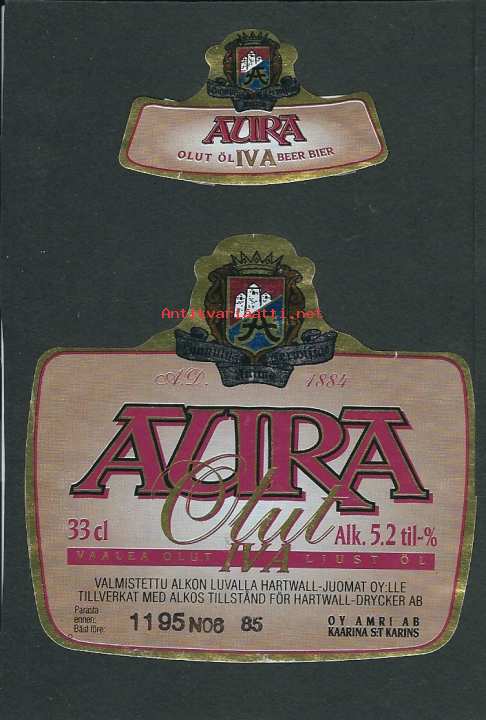 AURA
OLUT ÖL IVA BEER BIER
Antikvariaatti.net
A.D. 1884
AURA
Olut
33 cl
Alk. 5.2 til-%
VAALEA OLUT IVA LJUST ÖL
VALMISTETTU ALKON LUVALLA HARTWALL-JUOMAT OY:LLE
TILLVERKAT MED ALKOS TILLSTÅND FÖR HARTWALL-DRYCKER AB
Parasta
ennen:
Bäst före:
1195 N08 85
OY AMRI AB
KAARINA S:T KARINS